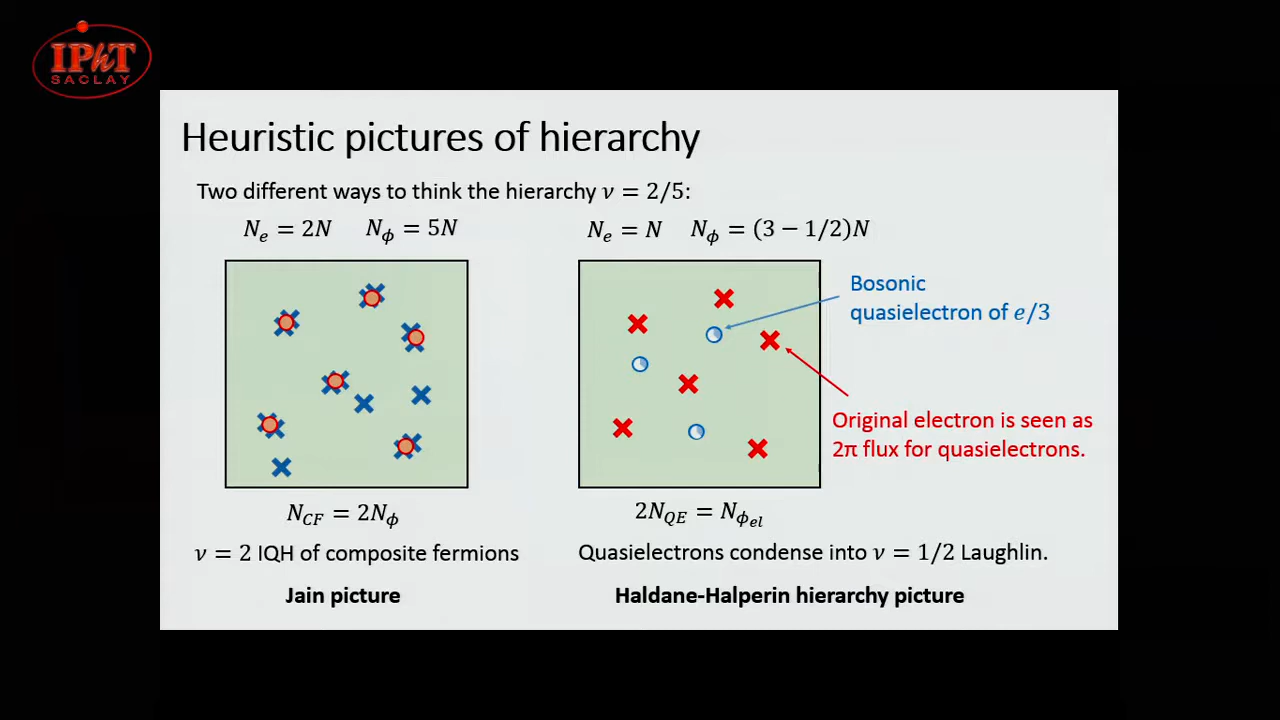 IPhT
SACLAY
Heuristic pictures of hierarchy
Two different ways to think the hierarchy ν = 2/5:
N_e = 2N N_ϕ = 5N
N_CF = 2N_ϕ
ν = 2 IQH of composite fermions
Jain picture
N_e = N N_ϕ = (3 − 1/2)N
Bosonic
quasielectron of e/3
Original electron is seen as
2π flux for quasielectrons.
2N_QE = N_ϕ_el
Quasielectrons condense into ν = 1/2 Laughlin.
Haldane-Halperin hierarchy picture